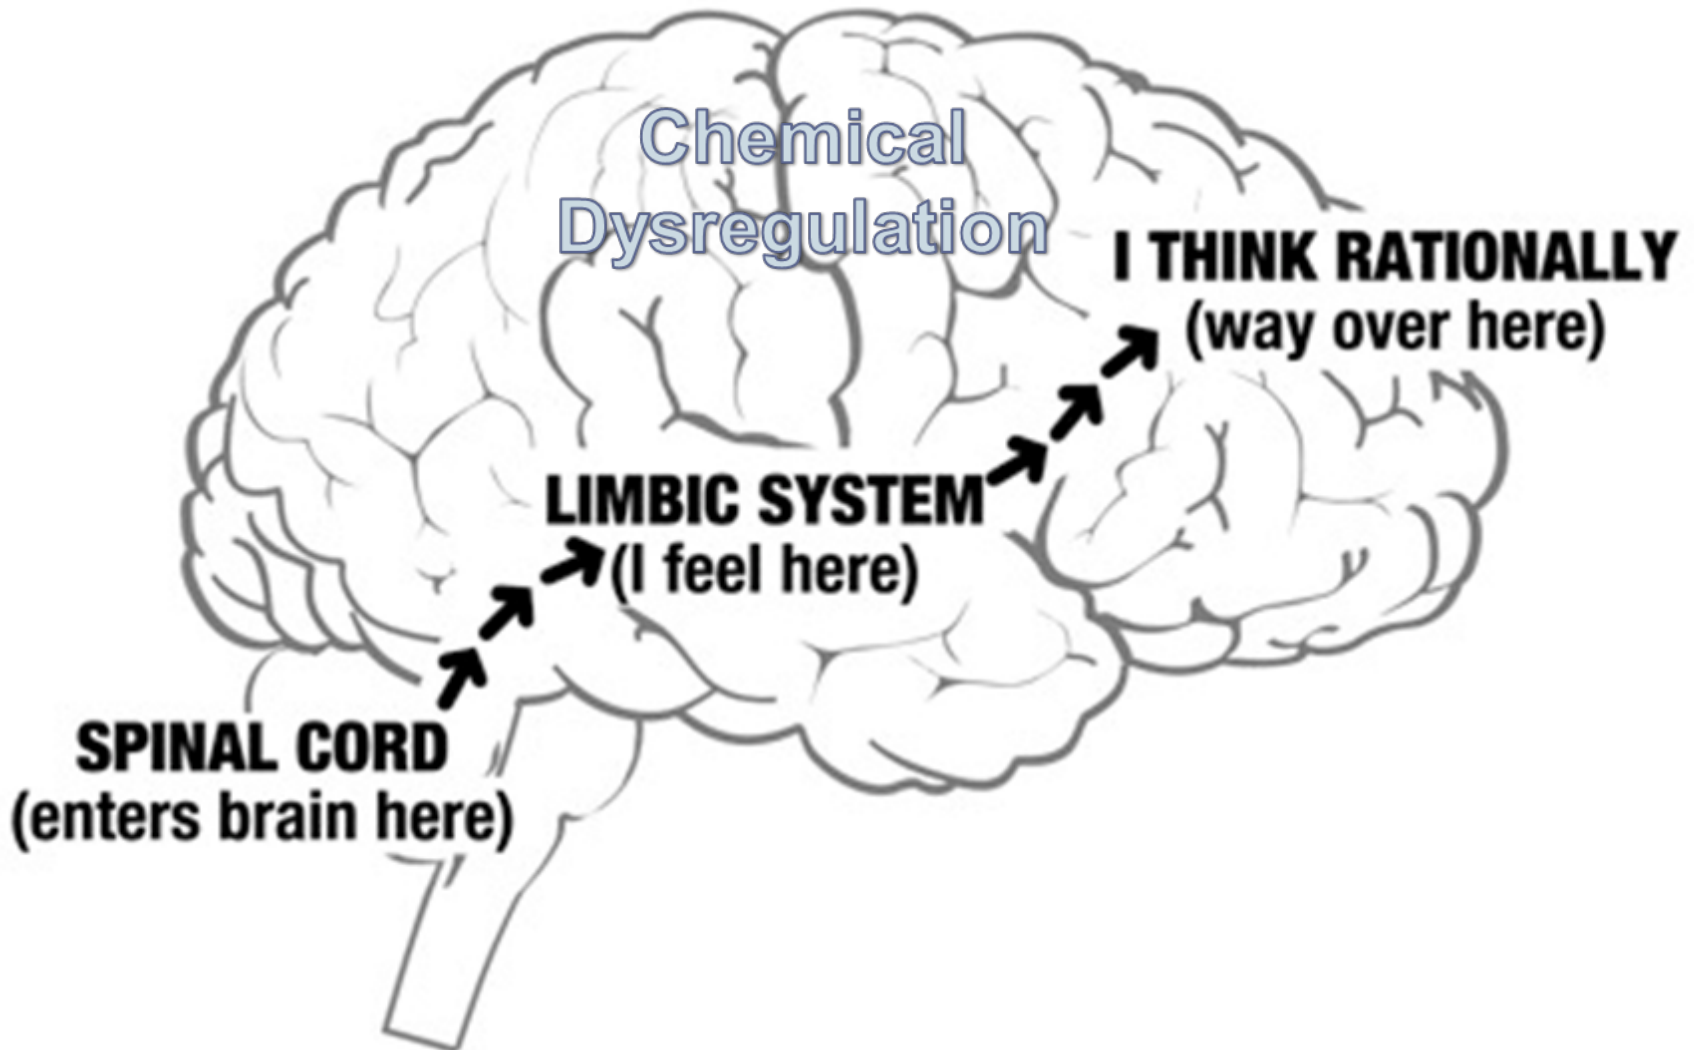 Chemical
Dysregulation
I THINK RATIONALLY
(way over here)
LIMBIC SYSTEM
(I feel here)
SPINAL CORD
(enters brain here)